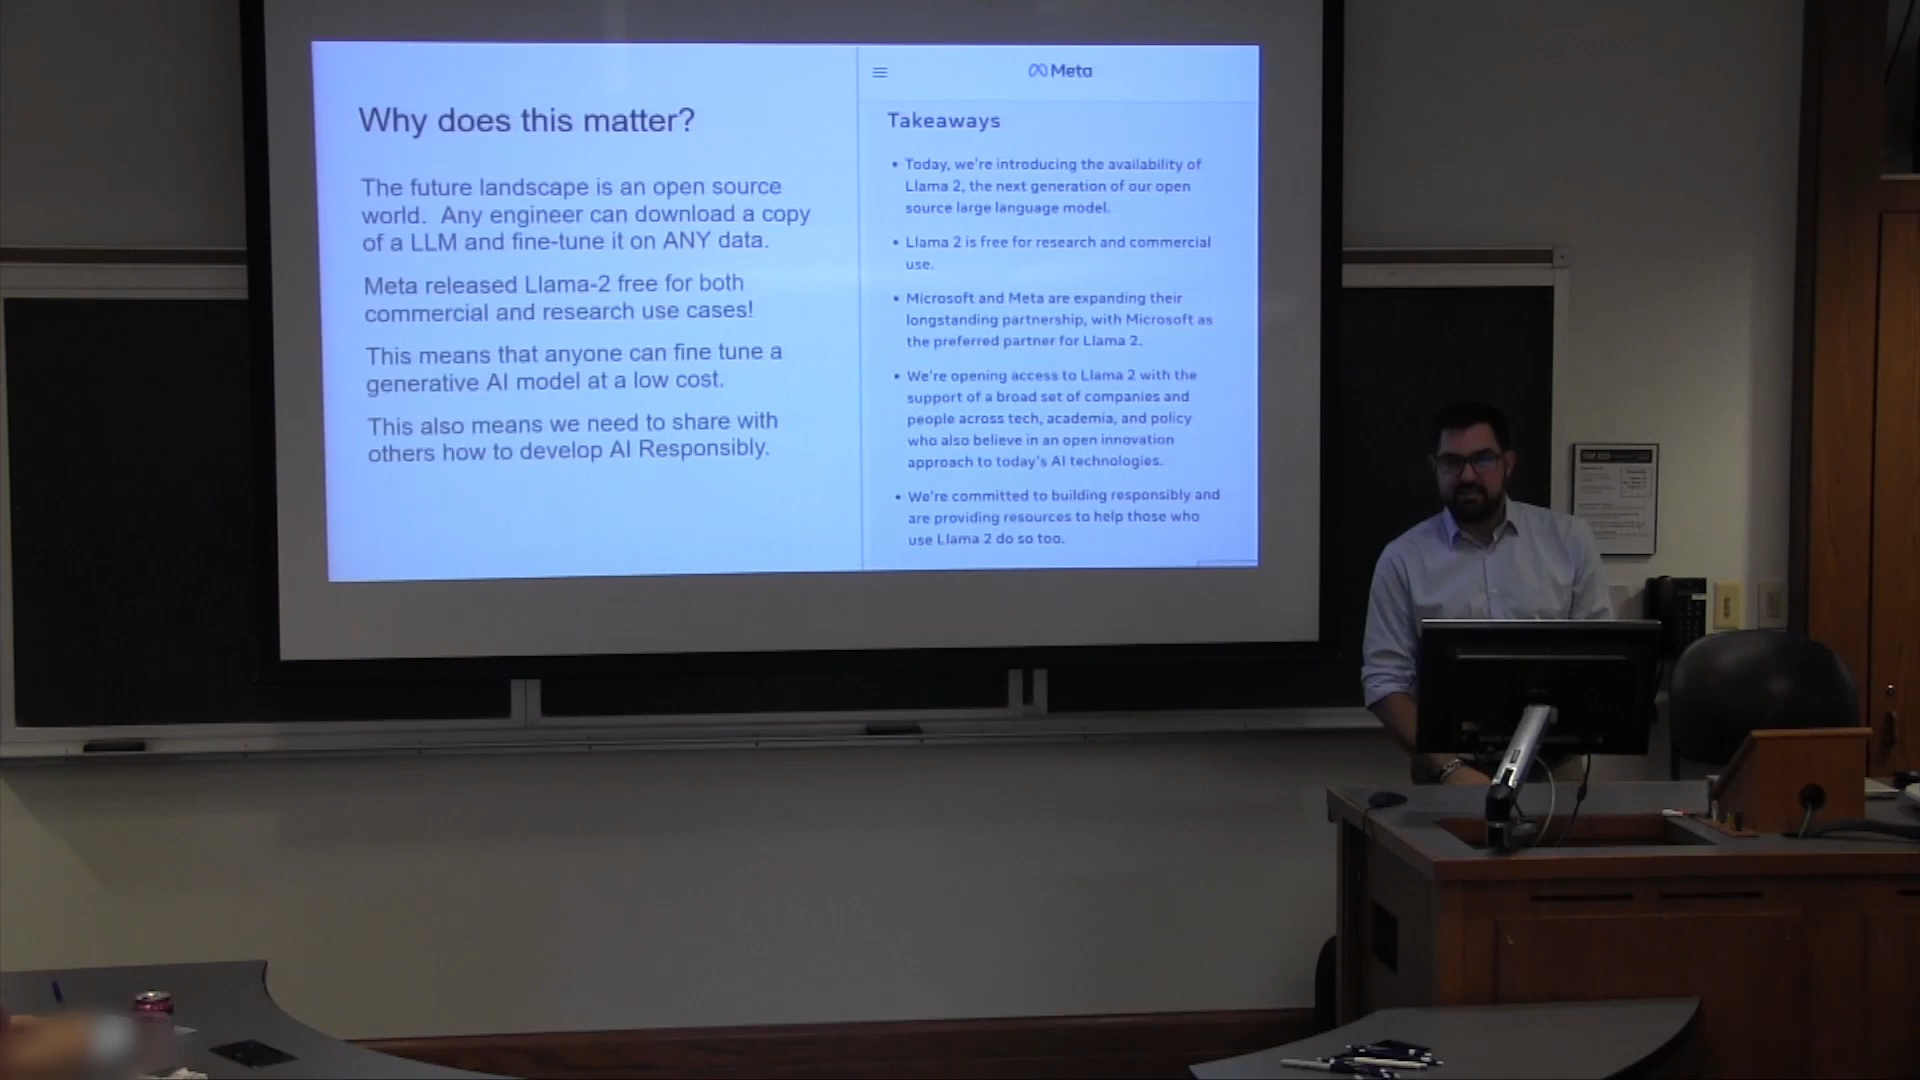 Why does this matter?
The future landscape is an open source
world. Any engineer can download a copy
of a LLM and fine-tune it on ANY data.
Meta released Llama-2 free for both
commercial and research use cases!
This means that anyone can fine tune a
generative AI model at a low cost.
This also means we need to share with
others how to develop AI Responsibly.
Meta
Takeaways
• Today, we're introducing the availability of
Llama 2, the next generation of our open
source large language model.
• Llama 2 is free for research and commercial
use.
• Microsoft and Meta are expanding their
longstanding partnership, with Microsoft as
the preferred partner for Llama 2.
• We're opening access to Llama 2 with the
support of a broad set of companies and
people across tech, academia, and policy
who also believe in an open innovation
approach to today's AI technologies.
• We're committed to building responsibly and
are providing resources to help those who
use Llama 2 do so too.